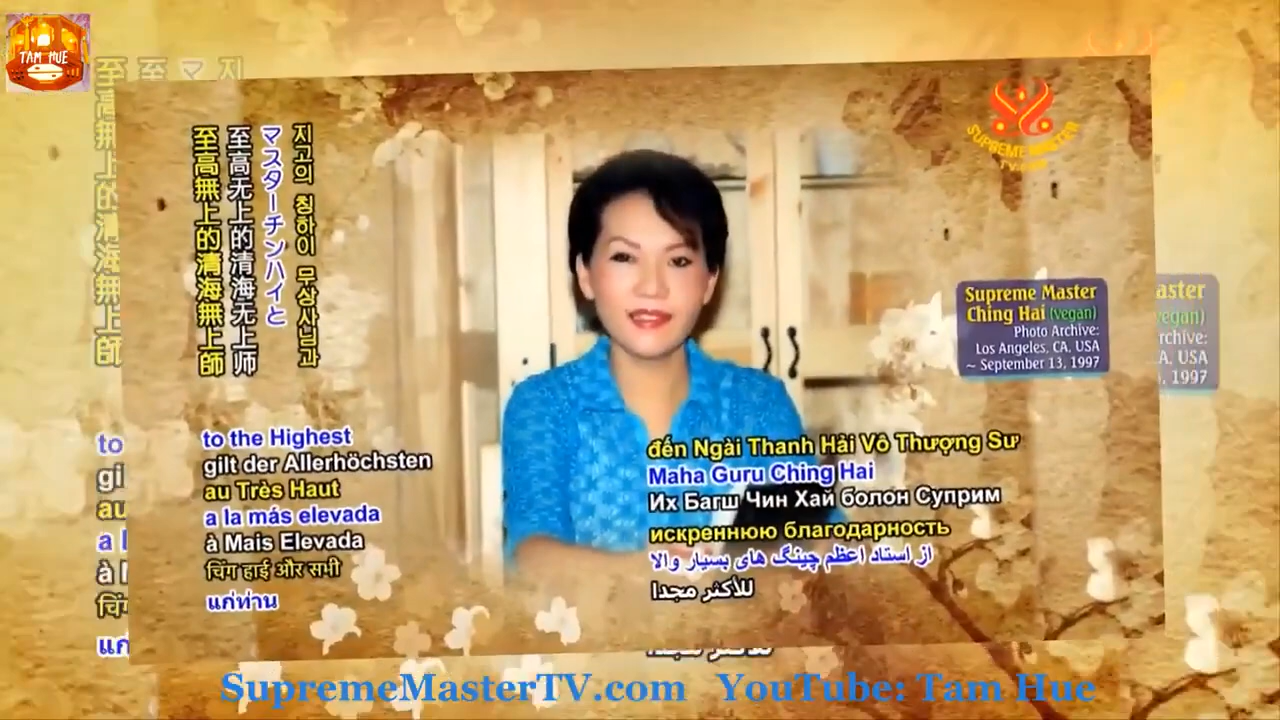 TAM HUE
至高無上的清海無上師
至高无上的清海无上师
マスターチンハイと
지고의 칭하이 무상사님과
SUPREME MASTER
Supreme Master
Ching Hai (vegan)
Photo Archive:
Los Angeles, CA, USA
~ September 13, 1997
aster
vegan)
rchive:
A, USA
, 1997
to the Highest
gilt der Allerhöchsten
au Très Haut
a la más elevada
à Mais Elevada
चिंग हाई और सभी
แก่ท่าน
đến Ngài Thanh Hải Vô Thượng Sư
Maha Guru Ching Hai
Их Багш Чин Хай болон Суприм
искреннюю благодарность
از استاد اعظم چینگ های بسیار والا
للأكثر مجدا
SupremeMasterTV.com YouTube: Tam Hue